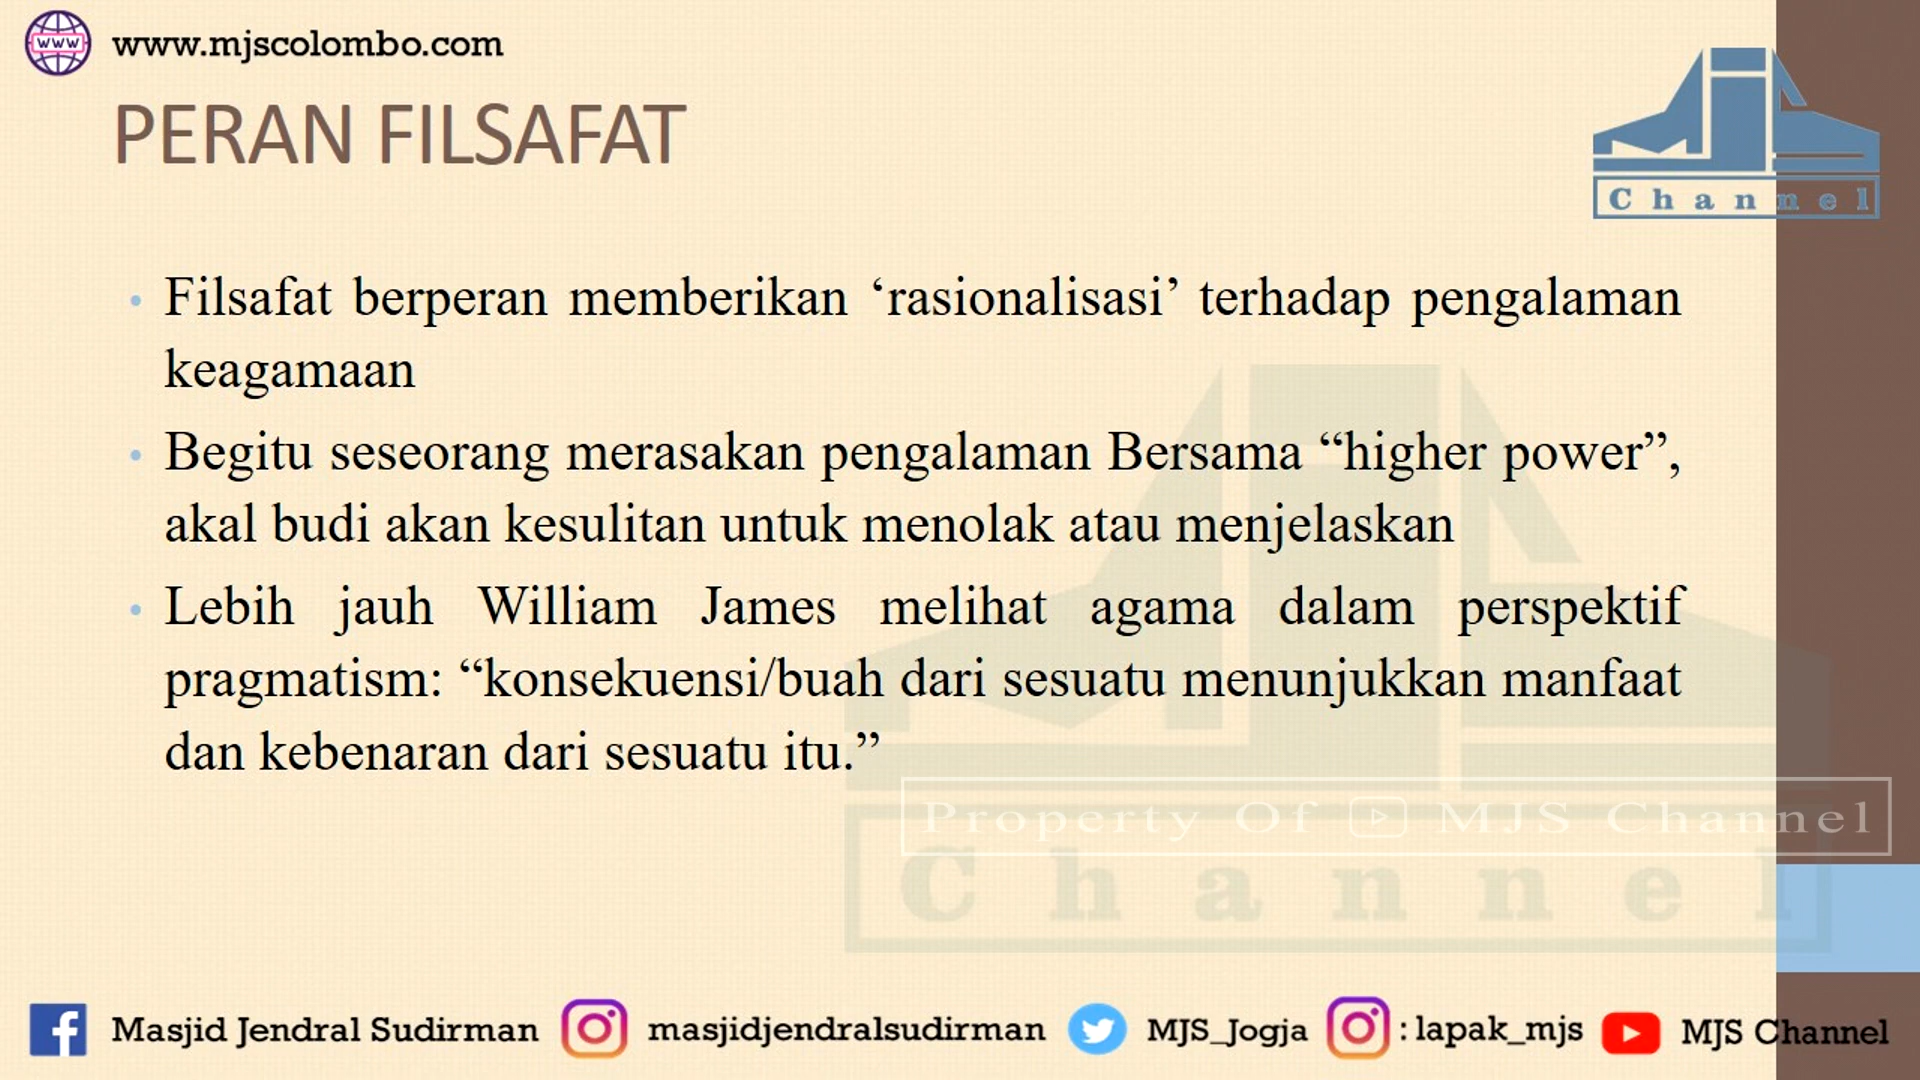 www
www.mjscolombo.com
PERAN FILSAFAT
Channel
• Filsafat berperan memberikan ‘rasionalisasi’ terhadap pengalaman
keagamaan
• Begitu seseorang merasakan pengalaman Bersama “higher power”,
akal budi akan kesulitan untuk menolak atau menjelaskan
• Lebih jauh William James melihat agama dalam perspektif
pragmatism: “konsekuensi/buah dari sesuatu menunjukkan manfaat
dan kebenaran dari sesuatu itu.”
Property Of MJS Channel
Channel
Masjid Jendral Sudirman masjidjendralsudirman MJS_Jogja : lapak_mjs MJS Channel